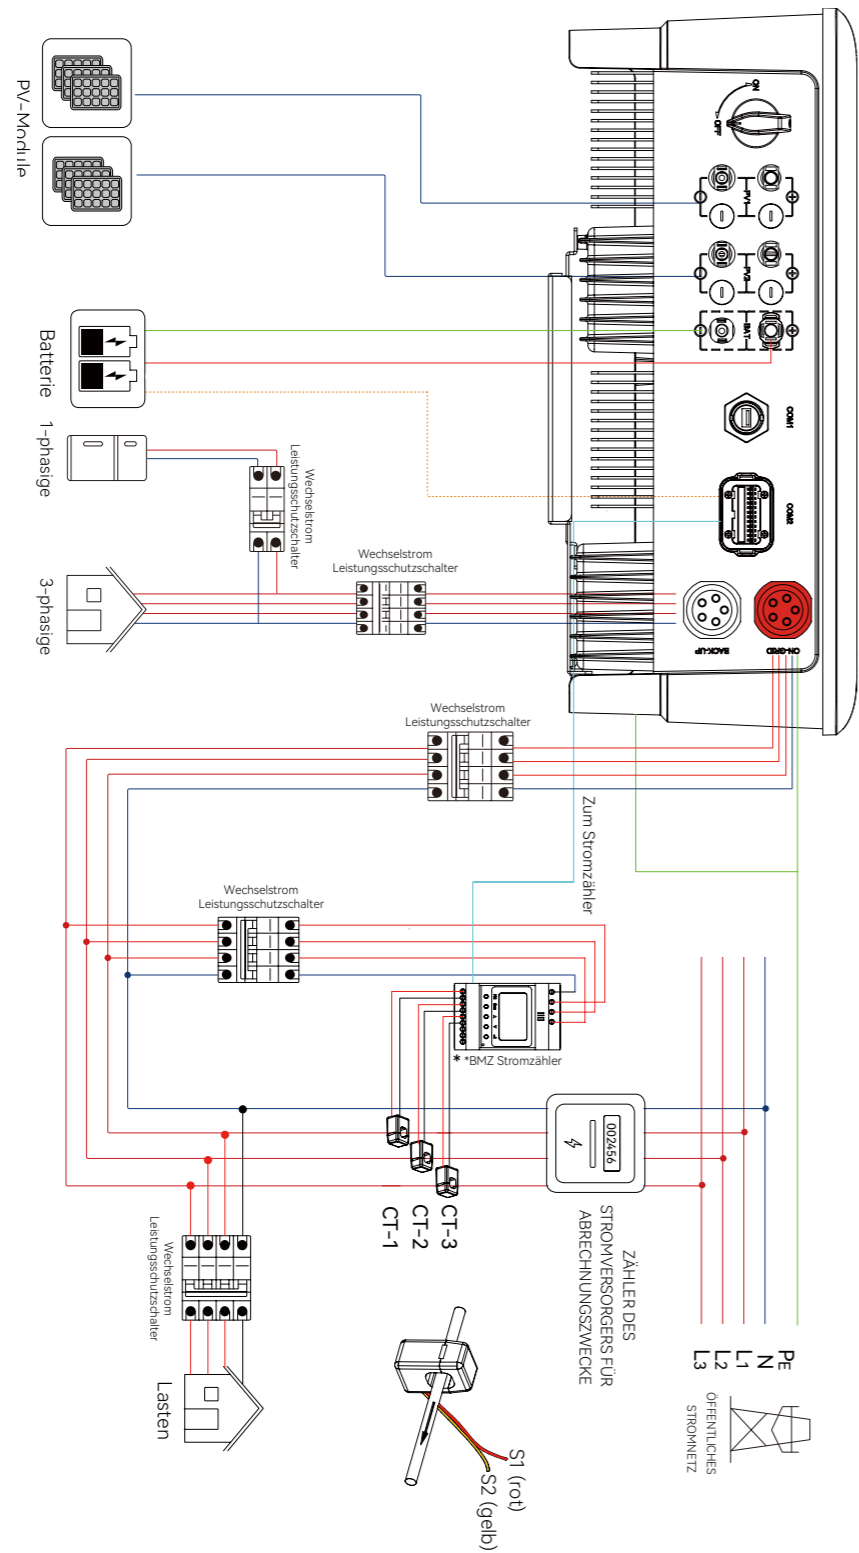 PV-Module
ON
OFF
PV1
PV2
BAT
COM1
COM2
BACK-UP
ON-GRID
Batterie
1-phasige
3-phasige
Wechselstrom
Leistungsschutzschalter
Wechselstrom
Leistungsschutzschalter
Wechselstrom
Leistungsschutzschalter
Zum Stromzähler
Wechselstrom
Leistungsschutzschalter
* *BMZ Stromzähler
002456
ZÄHLER DES
STROMVERSORGERS FÜR
ABRECHNUNGSZWECKE
CT-3
CT-2
CT-1
Wechselstrom
Leistungsschutzschalter
Lasten
PE
N
L1
L2
L3
ÖFFENTLICHES
STROMNETZ
S1 (rot)
S2 (gelb)